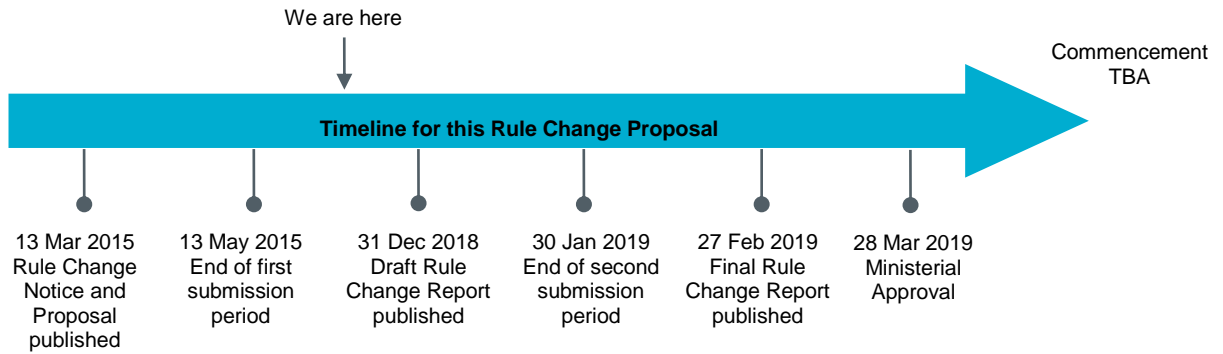 We are here
Commencement
TBA
Timeline for this Rule Change Proposal
13 Mar 2015
Rule Change
Notice and
Proposal
published
13 May 2015
End of first
submission
period
31 Dec 2018
Draft Rule
Change Report
published
30 Jan 2019
End of second
submission
period
27 Feb 2019
Final Rule
Change Report
published
28 Mar 2019
Ministerial
Approval